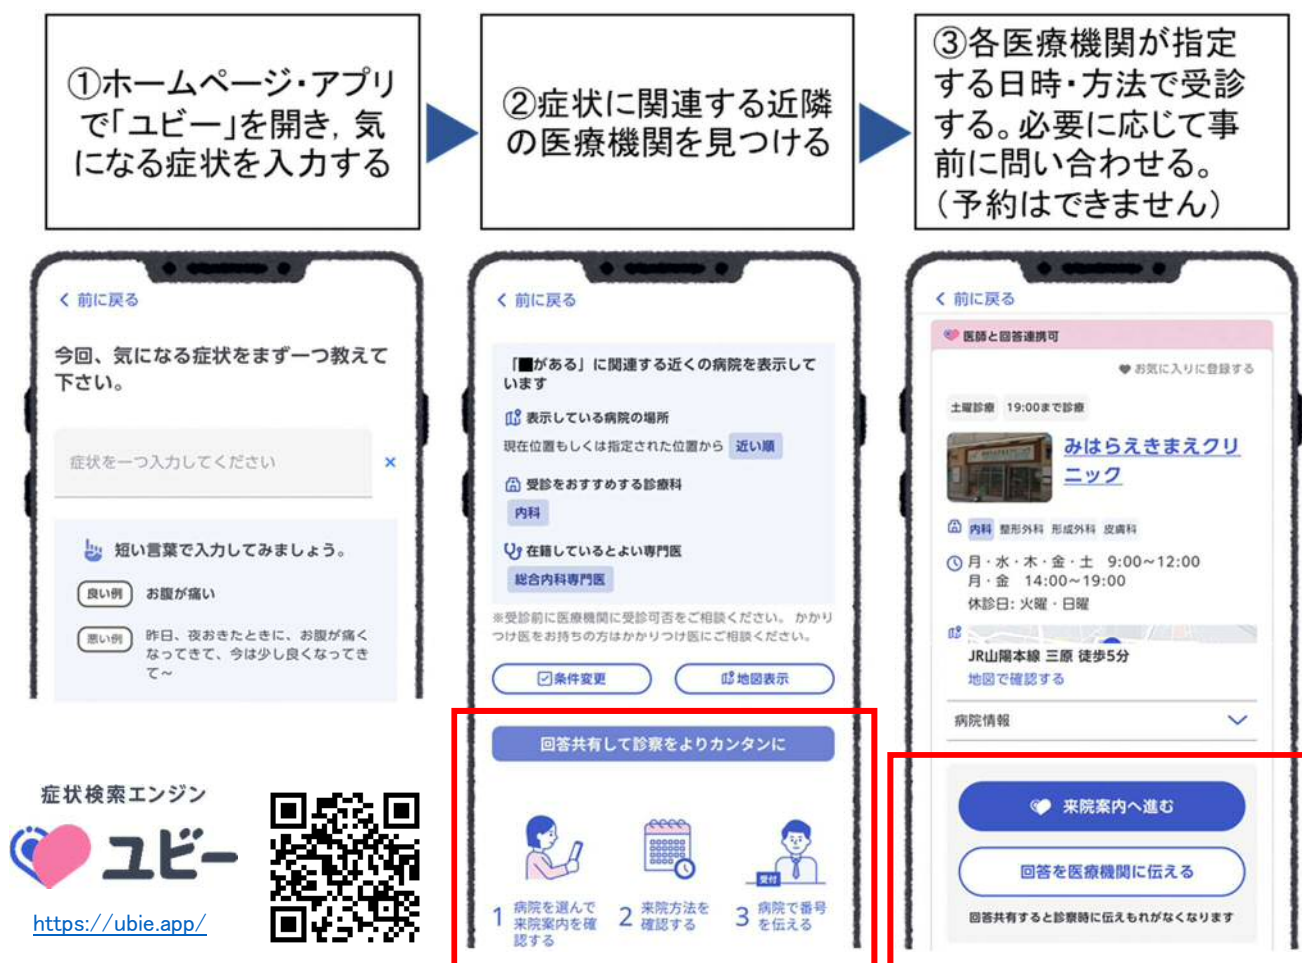 ①ホームページ・アプリ
で「ユビー」を開き, 気
になる症状を入力する
②症状に関連する近隣
の医療機関を見つける
③各医療機関が指定
する日時・方法で受診
する。必要に応じて事
前に問い合わせる。
（予約はできません）
前に戻る
今回、気になる症状をまず一つ教えて
下さい。
症状を一つ入力してください
×
短い言葉で入力してみましょう。
良い例 お腹が痛い
悪い例 昨日、夜おきたときに、お腹が痛く
なってきて、今は少し良くなってき
て〜
症状検索エンジン
ユビー
https://ubie.app/
前に戻る
「■がある」に関連する近くの病院を表示して
います
表示している病院の場所
現在位置もしくは指定された位置から 近い順
受診をおすすめする診療科
内科
在籍しているとよい専門医
総合内科専門医
※受診前に医療機関に受診可否をご相談ください。 かかり
つけ医をお持ちの方はかかりつけ医にご相談ください。
条件変更 地図表示
回答共有して診察をよりカンタンに
受付
1 病院を選んで
来院案内を確
認する
2 来院方法を
確認する
3 病院で番号
を伝える
前に戻る
医師と回答連携可
お気に入りに登録する
土曜診療 19:00まで診療
みはらえきまえクリ
ニック
内科 整形外科 形成外科 皮膚科
月・水・木・金・土 9:00〜12:00
月・金 14:00〜19:00
休診日: 火曜・日曜
JR山陽本線 三原 徒歩5分
地図で確認する
病院情報
来院案内へ進む
回答を医療機関に伝える
回答共有すると診察時に伝えもれがなくなります